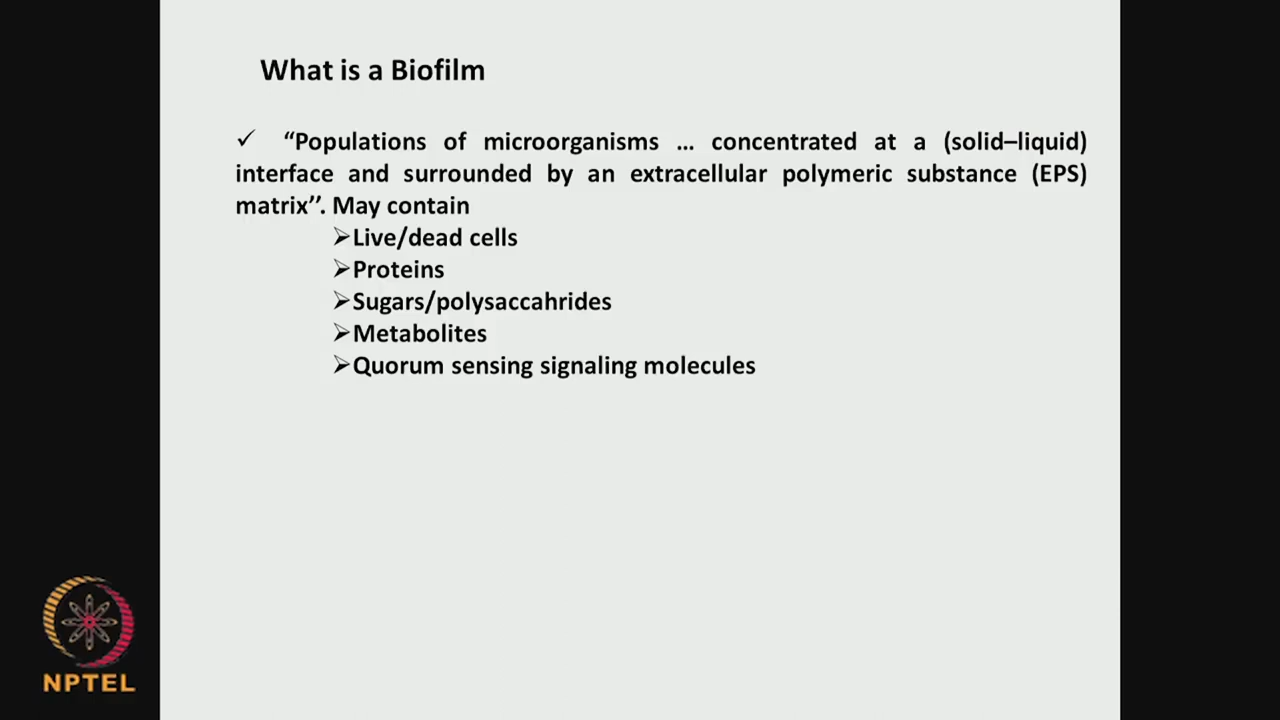 What is a Biofilm
✓ “Populations of microorganisms ... concentrated at a (solid–liquid)
interface and surrounded by an extracellular polymeric substance (EPS)
matrix’’. May contain
➢Live/dead cells
➢Proteins
➢Sugars/polysaccahrides
➢Metabolites
➢Quorum sensing signaling molecules
NPTEL